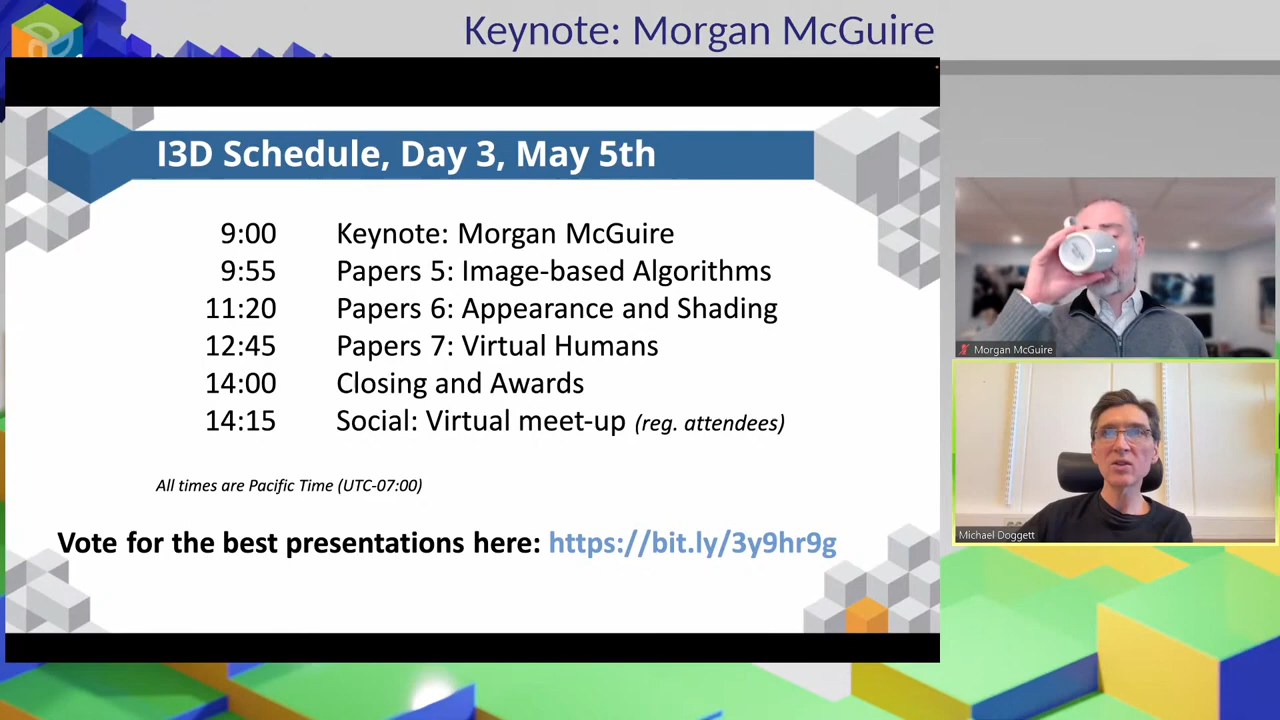 Keynote: Morgan McGuire
I3D Schedule, Day 3, May 5th
9:00 Keynote: Morgan McGuire
9:55 Papers 5: Image-based Algorithms
11:20 Papers 6: Appearance and Shading
12:45 Papers 7: Virtual Humans
14:00 Closing and Awards
14:15 Social: Virtual meet-up (reg. attendees)
All times are Pacific Time (UTC-07:00)
Vote for the best presentations here: https://bit.ly/3y9hr9g
Morgan McGuire
Michael Doggett